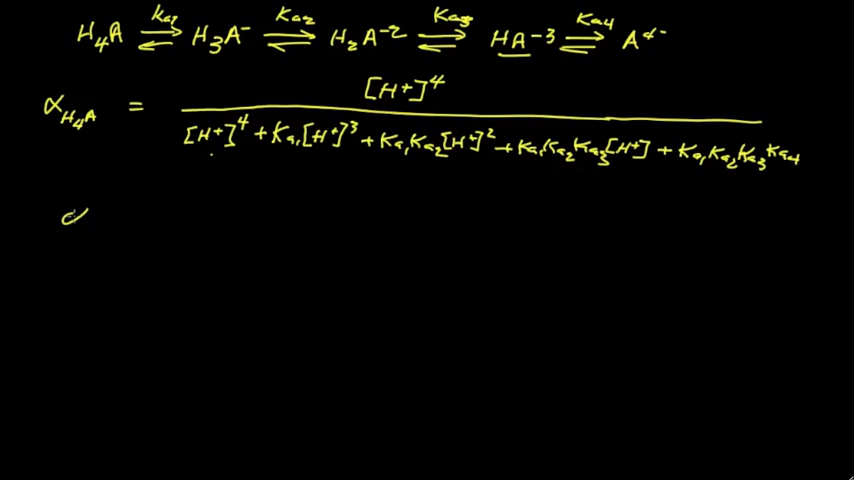 H₄A ⇌ Ka₁ H₃A⁻ ⇌ Ka₂ H₂A⁻² ⇌ Ka₃ HA⁻³ ⇌ Ka₄ A⁴⁻
α_H₄A = [H+]⁴
[H+]⁴ + Ka₁[H+]³ + Ka₁Ka₂[H+]² + Ka₁Ka₂Ka₃[H+] + Ka₁Ka₂Ka₃Ka₄